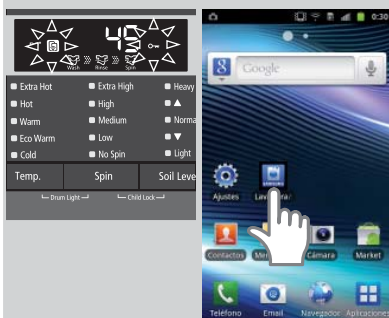 45
Wash Rinse Spin
Extra Hot Extra High Heavy
Hot High ▲
Warm Medium Norma
Eco Warm Low ▼
Cold No Spin Light
Temp. Spin Soil Leve
Drum Light Child Lock
0:30
8 Google
Ajustes
Contactos Cámara Market
Teléfono Email Navegador Aplicaciones